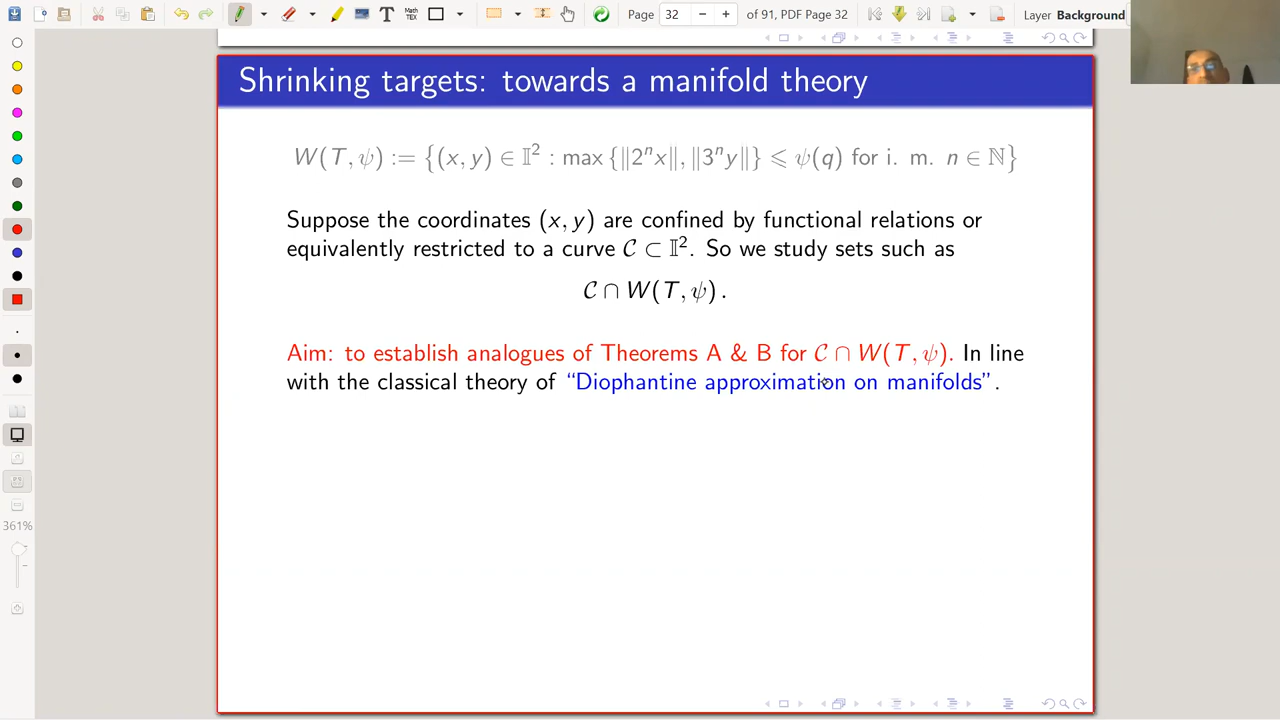 Page 32 of 91, PDF Page 32 Layer Background
Math
TEX
T
Shrinking targets: towards a manifold theory
W(T, ψ) := {(x, y) ∈ 𝕀² : max {‖2ⁿx‖, ‖3ⁿy‖} ⩽ ψ(q) for i. m. n ∈ ℕ}
Suppose the coordinates (x, y) are confined by functional relations or
equivalently restricted to a curve 𝒞 ⊂ 𝕀². So we study sets such as
𝒞 ∩ W(T, ψ) .
Aim: to establish analogues of Theorems A & B for 𝒞 ∩ W(T, ψ). In line
with the classical theory of “Diophantine approximation on manifolds”.
361%